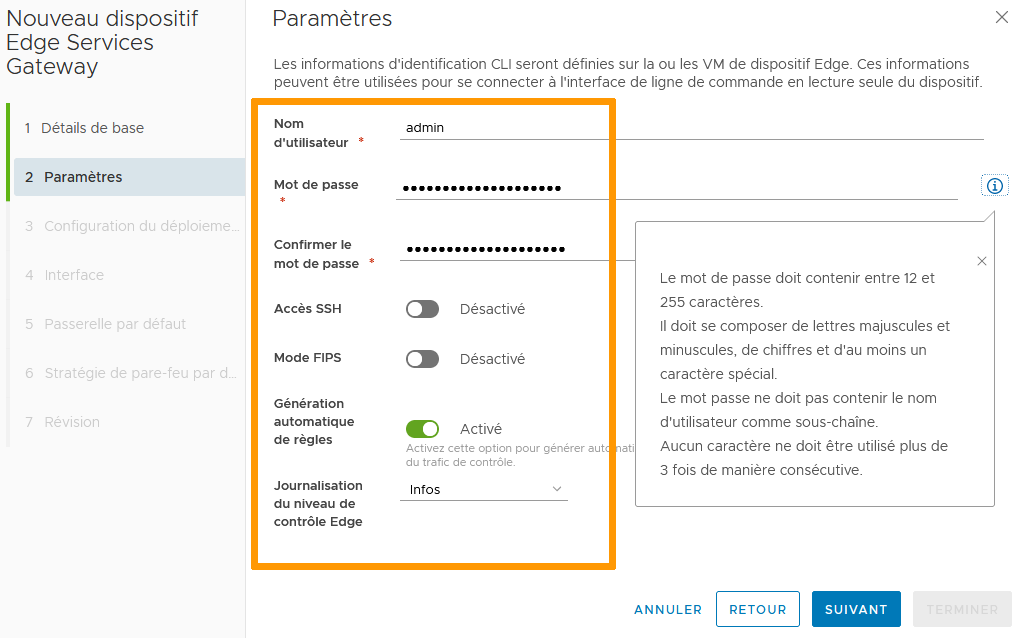 Nouveau dispositif
Edge Services
Gateway
1 Détails de base
2 Paramètres
3 Configuration du déploieme...
4 Interface
5 Passerelle par défaut
6 Stratégie de pare-feu par d...
7 Révision
Paramètres
Les informations d'identification CLI seront définies sur la ou les VM de dispositif Edge. Ces informations
peuvent être utilisées pour se connecter à l'interface de ligne de commande en lecture seule du dispositif.
Nom
d'utilisateur *
admin
Mot de passe
*
Confirmer le
mot de passe *
Accès SSH
Désactivé
Mode FIPS
Désactivé
Génération
automatique
de règles
Activé
Activez cette option pour générer automati
du trafic de contrôle.
Journalisation
du niveau de
contrôle Edge
Infos
Le mot de passe doit contenir entre 12 et
255 caractères.
Il doit se composer de lettres majuscules et
minuscules, de chiffres et d'au moins un
caractère spécial.
Le mot passe ne doit pas contenir le nom
d'utilisateur comme sous-chaîne.
Aucun caractère ne doit être utilisé plus de
3 fois de manière consécutive.
ANNULER
RETOUR
SUIVANT
TERMINER